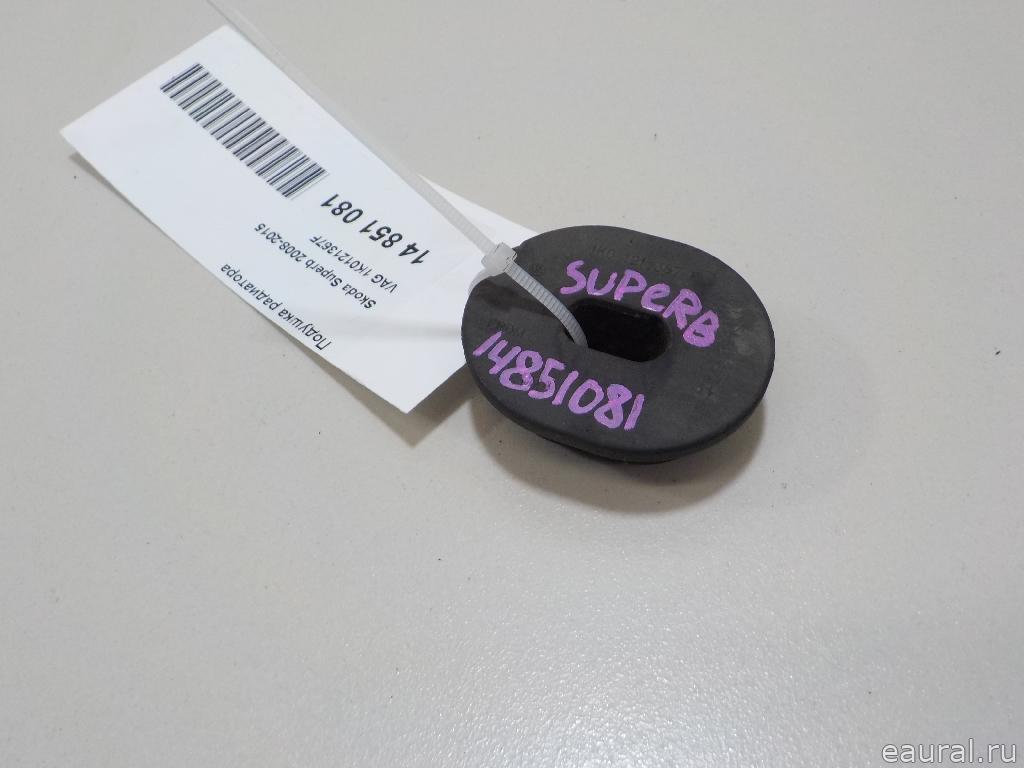 14 851 081
VAG 1K0121367F
Skoda Superb 2008-2015
Подушка радиатора
SUPERB
14851081
eaural.ru